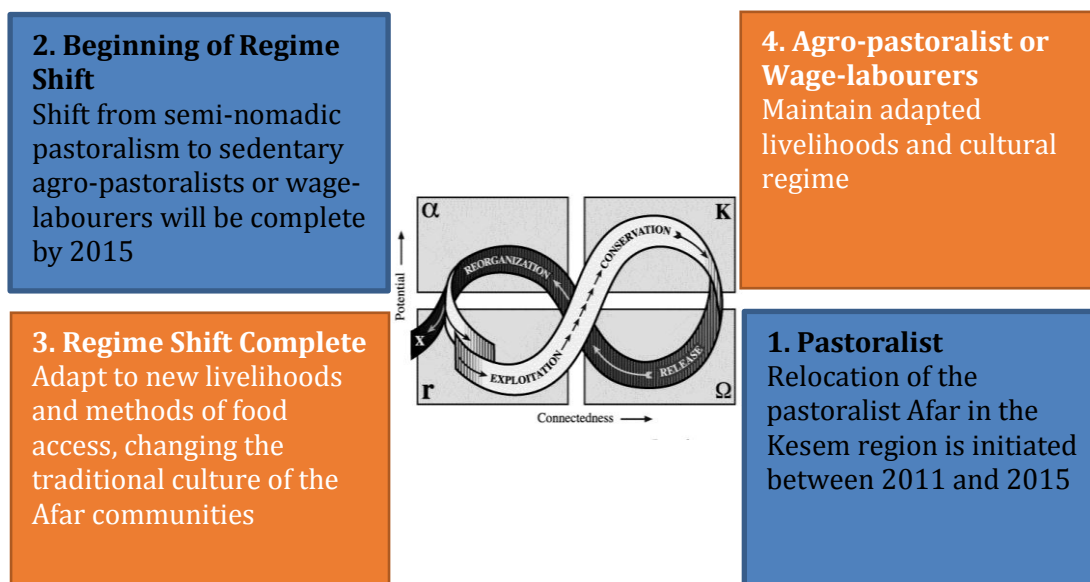 2. Beginning of Regime
Shift
Shift from semi-nomadic
pastoralism to sedentary
agro-pastoralists or wage-
labourers will be complete
by 2015
4. Agro-pastoralist or
Wage-labourers
Maintain adapted
livelihoods and cultural
regime
α
K
REORGANIZATION
CONSERVATION
Potential
x
EXPLOITATION
RELEASE
r
Ω
Connectedness
3. Regime Shift Complete
Adapt to new livelihoods
and methods of food
access, changing the
traditional culture of the
Afar communities
1. Pastoralist
Relocation of the
pastoralist Afar in the
Kesem region is initiated
between 2011 and 2015